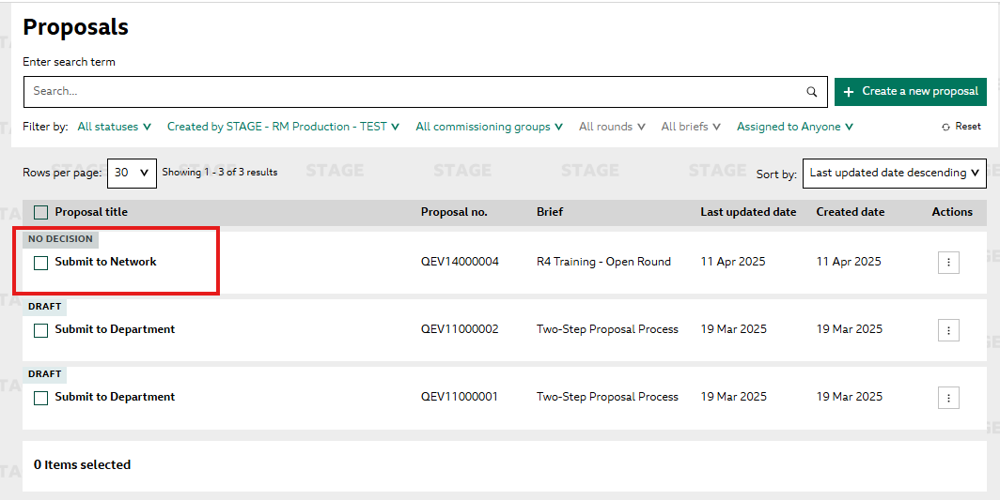 Proposals
Enter search term
Search...
+ Create a new proposal
Filter by: All statuses Created by STAGE - RM Production - TEST All commissioning groups All rounds All briefs Assigned to Anyone Reset
Rows per page: 30 Showing 1 - 3 of 3 results
STAGE STAGE STAGE STAGE
Sort by: Last updated date descending
Proposal title Proposal no. Brief Last updated date Created date Actions
NO DECISION
Submit to Network QEV14000004 R4 Training - Open Round 11 Apr 2025 11 Apr 2025
DRAFT
Submit to Department QEV11000002 Two-Step Proposal Process 19 Mar 2025 19 Mar 2025
DRAFT
Submit to Department QEV11000001 Two-Step Proposal Process 19 Mar 2025 19 Mar 2025
0 Items selected